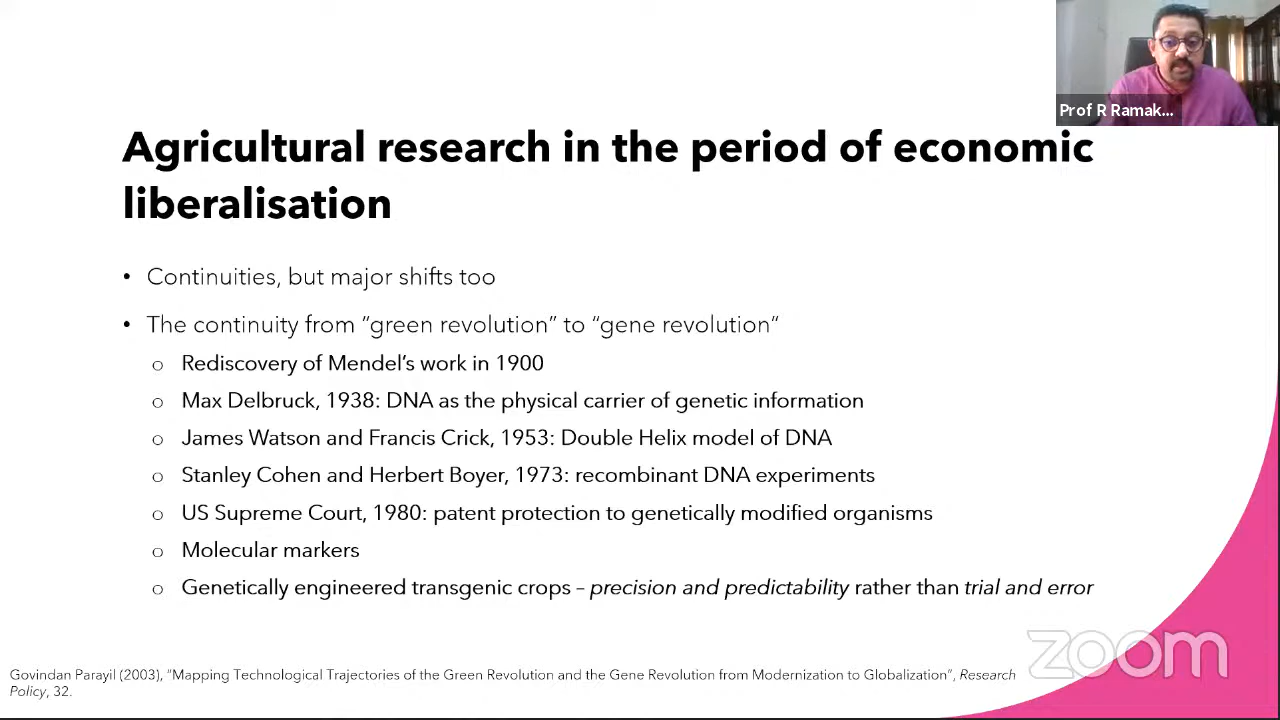 Prof R Ramak...
Agricultural research in the period of economic
liberalisation
• Continuities, but major shifts too
• The continuity from “green revolution” to “gene revolution“
o Rediscovery of Mendel’s work in 1900
o Max Delbruck, 1938: DNA as the physical carrier of genetic information
o James Watson and Francis Crick, 1953: Double Helix model of DNA
o Stanley Cohen and Herbert Boyer, 1973: recombinant DNA experiments
o US Supreme Court, 1980: patent protection to genetically modified organisms
o Molecular markers
o Genetically engineered transgenic crops – precision and predictability rather than trial and error
zoom
Govindan Parayil (2003), “Mapping Technological Trajectories of the Green Revolution and the Gene Revolution from Modernization to Globalization”, Research
Policy, 32.